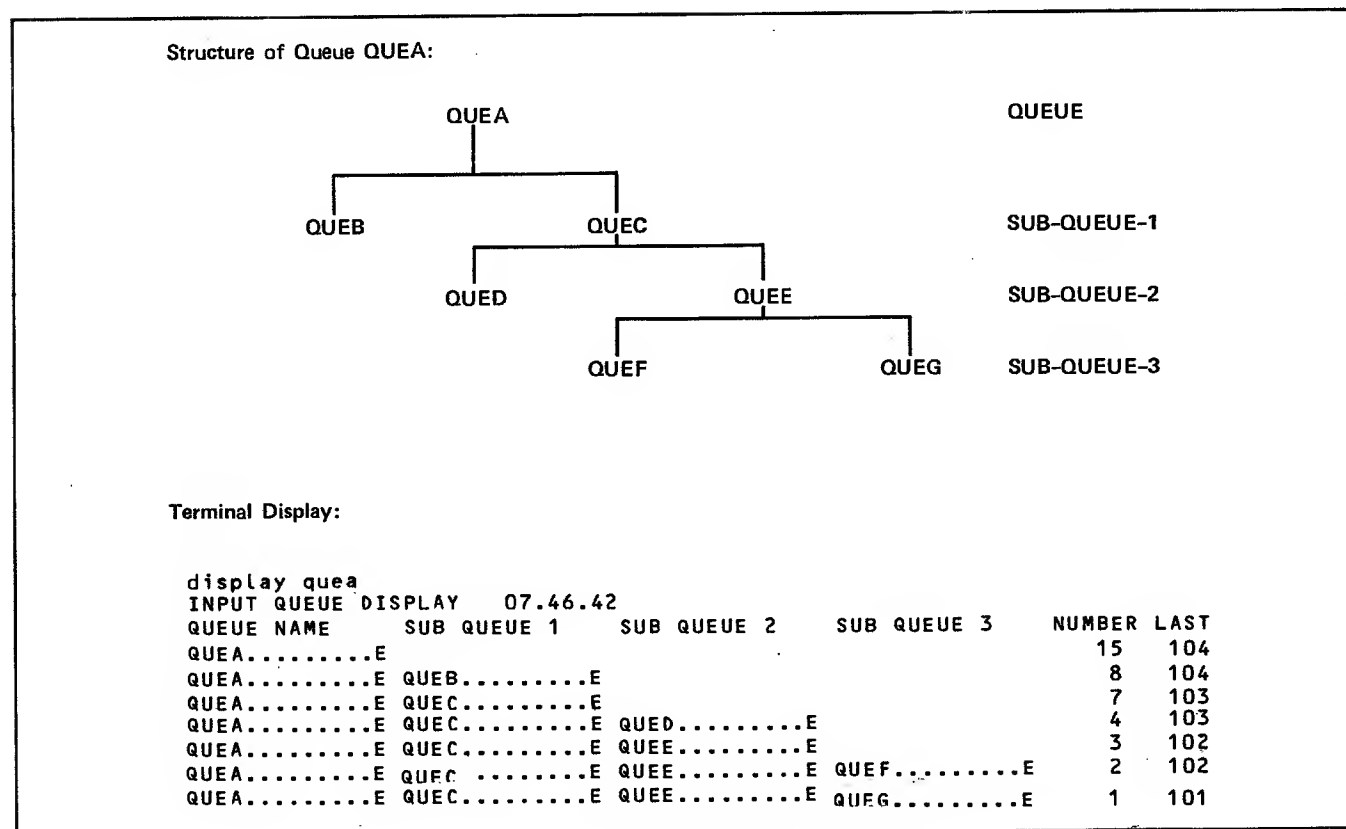 Structure of Queue QUEA:
QUEA QUEUE
QUEB QUEC SUB-QUEUE-1
QUED QUEE SUB-QUEUE-2
QUEF QUEG SUB-QUEUE-3
Terminal Display:
display quea
INPUT QUEUE DISPLAY 07.46.42
QUEUE NAME SUB QUEUE 1 SUB QUEUE 2 SUB QUEUE 3 NUMBER LAST
QUEA.........E 15 104
QUEA.........E QUEB.........E 8 104
QUEA.........E QUEC.........E 7 103
QUEA.........E QUEC.........E QUED.........E 4 103
QUEA.........E QUEC.........E QUEE.........E 3 102
QUEA.........E QUEC .........E QUEE.........E QUEF.........E 2 102
QUEA.........E QUEC.........E QUEE.........E QUEG.........E 1 101